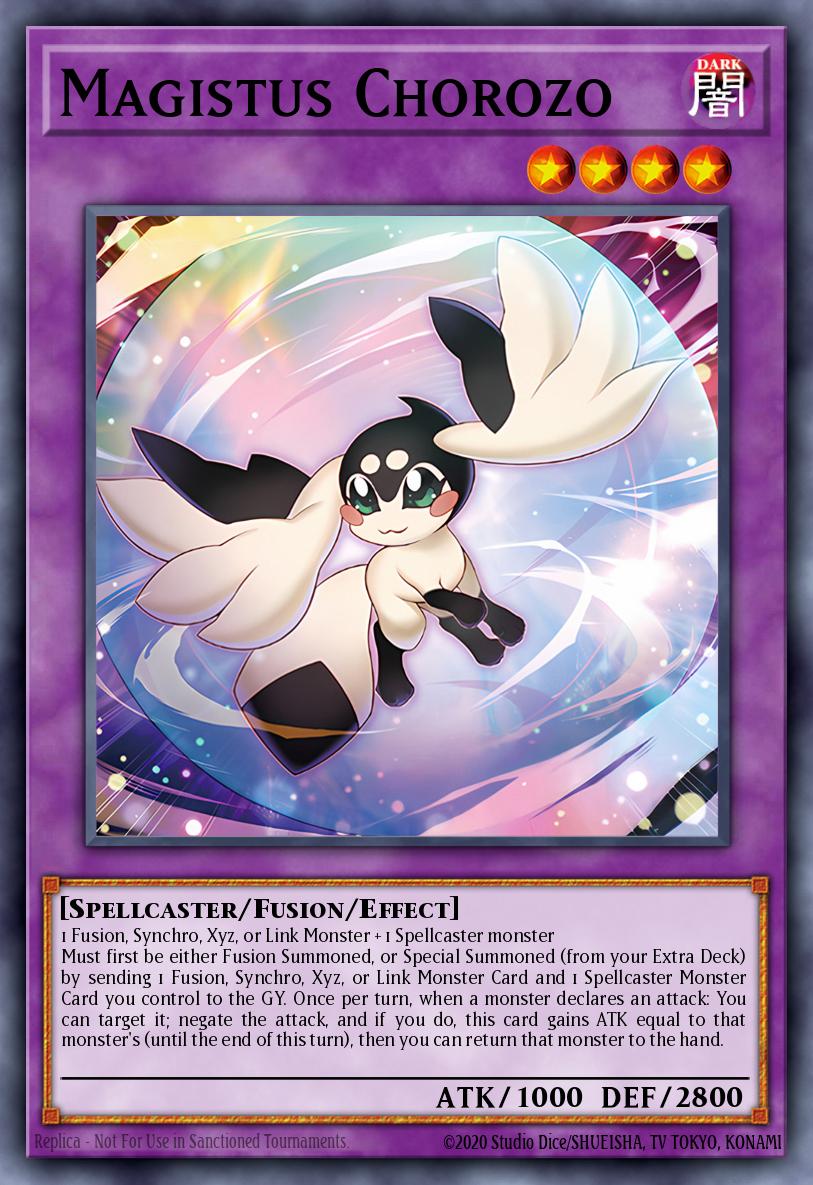 Magistus Chorozo
DARK
闇
[Spellcaster/Fusion/Effect]
1 Fusion, Synchro, Xyz, or Link Monster + 1 Spellcaster monster
Must first be either Fusion Summoned, or Special Summoned (from your Extra Deck)
by sending 1 Fusion, Synchro, Xyz, or Link Monster Card and 1 Spellcaster Monster
Card you control to the GY. Once per turn, when a monster declares an attack: You
can target it; negate the attack, and if you do, this card gains ATK equal to that
monster's (until the end of this turn), then you can return that monster to the hand.
ATK/1000 DEF/2800
Replica - Not For Use in Sanctioned Tournaments.
©2020 Studio Dice/SHUEISHA, TV TOKYO, KONAMI